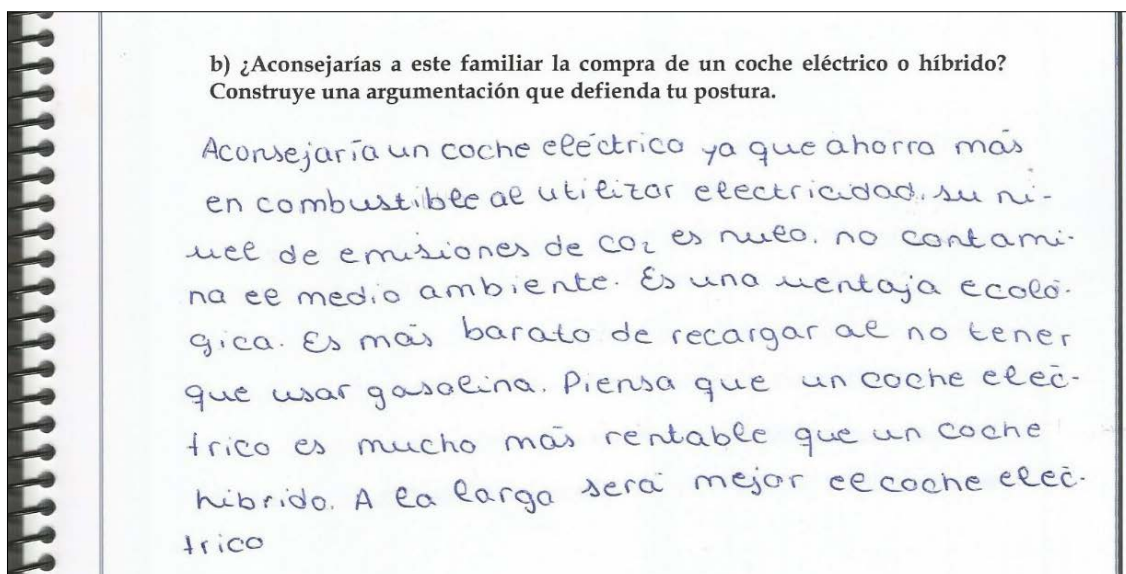 b) ¿Aconsejarías a este familiar la compra de un coche eléctrico o híbrido?
Construye una argumentación que defienda tu postura.
Aconsejaría un coche eléctrico ya que ahorra más
en combustible al utilizar electricidad. su ni-
vel de emisiones de CO₂ es nulo. no contami-
na el medio ambiente. Es una ventaja ecoló-
gica. Es más barato de recargar al no tener
que usar gasolina. Piensa que un coche eléc-
trico es mucho más rentable que un coche
hibrido. A la larga será mejor el coche eléc-
trico